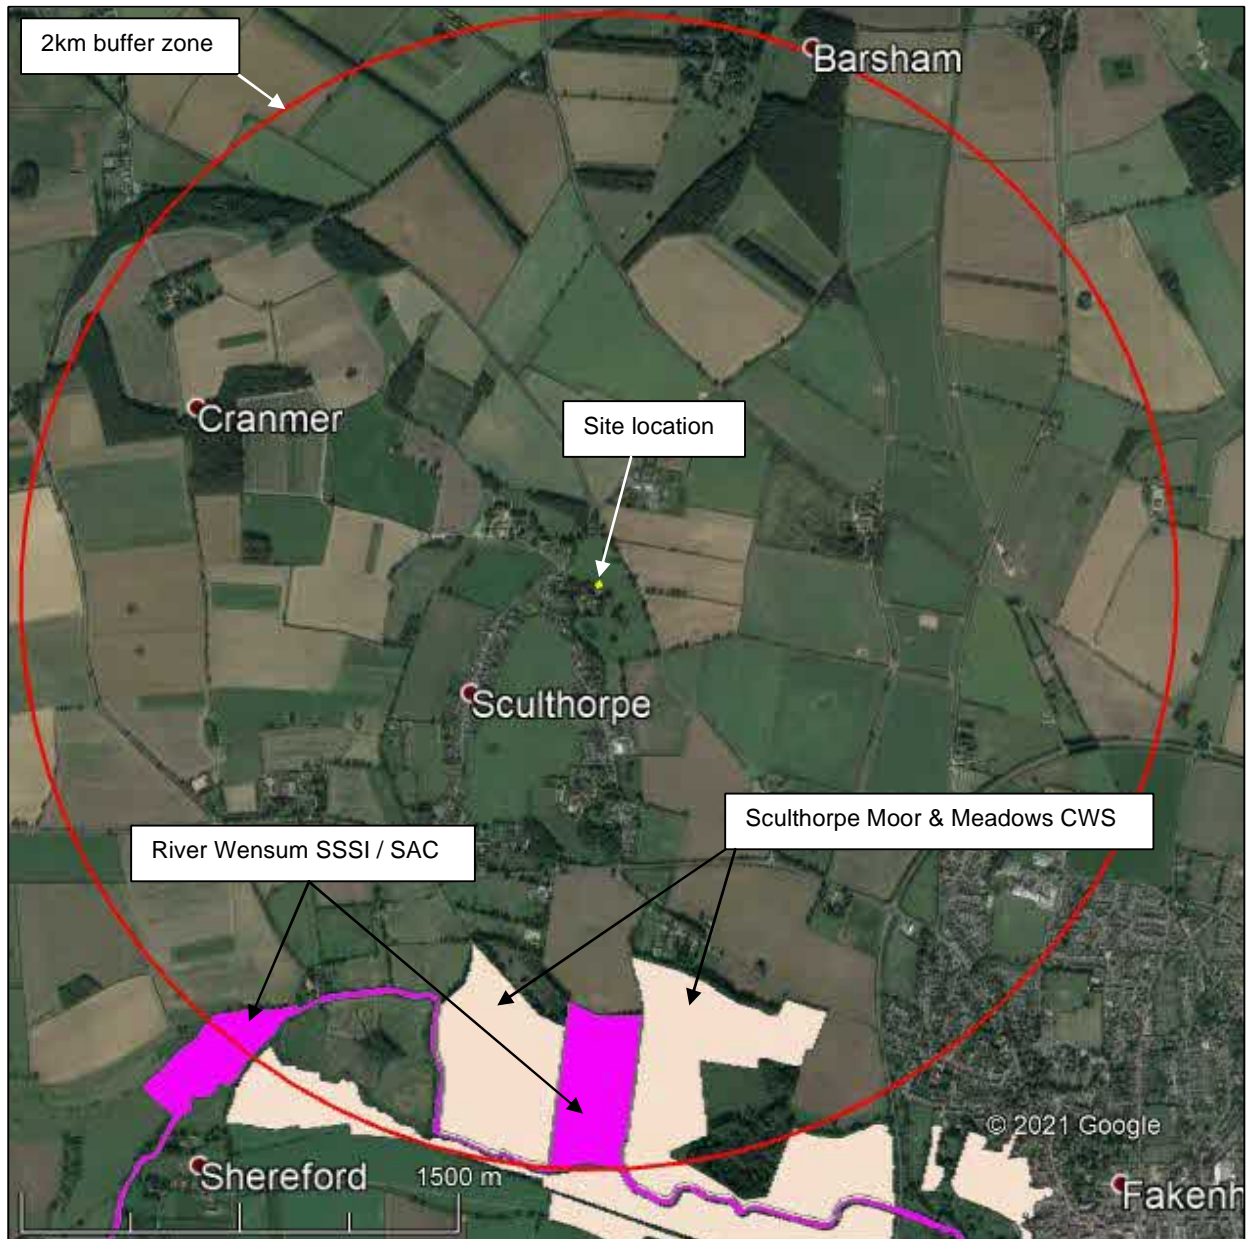 2km buffer zone
Barsham
Cranmer
Site location
Sculthorpe
Sculthorpe Moor & Meadows CWS
River Wensum SSSI / SAC
© 2021 Google
Shereford
1500 m
Fakenh